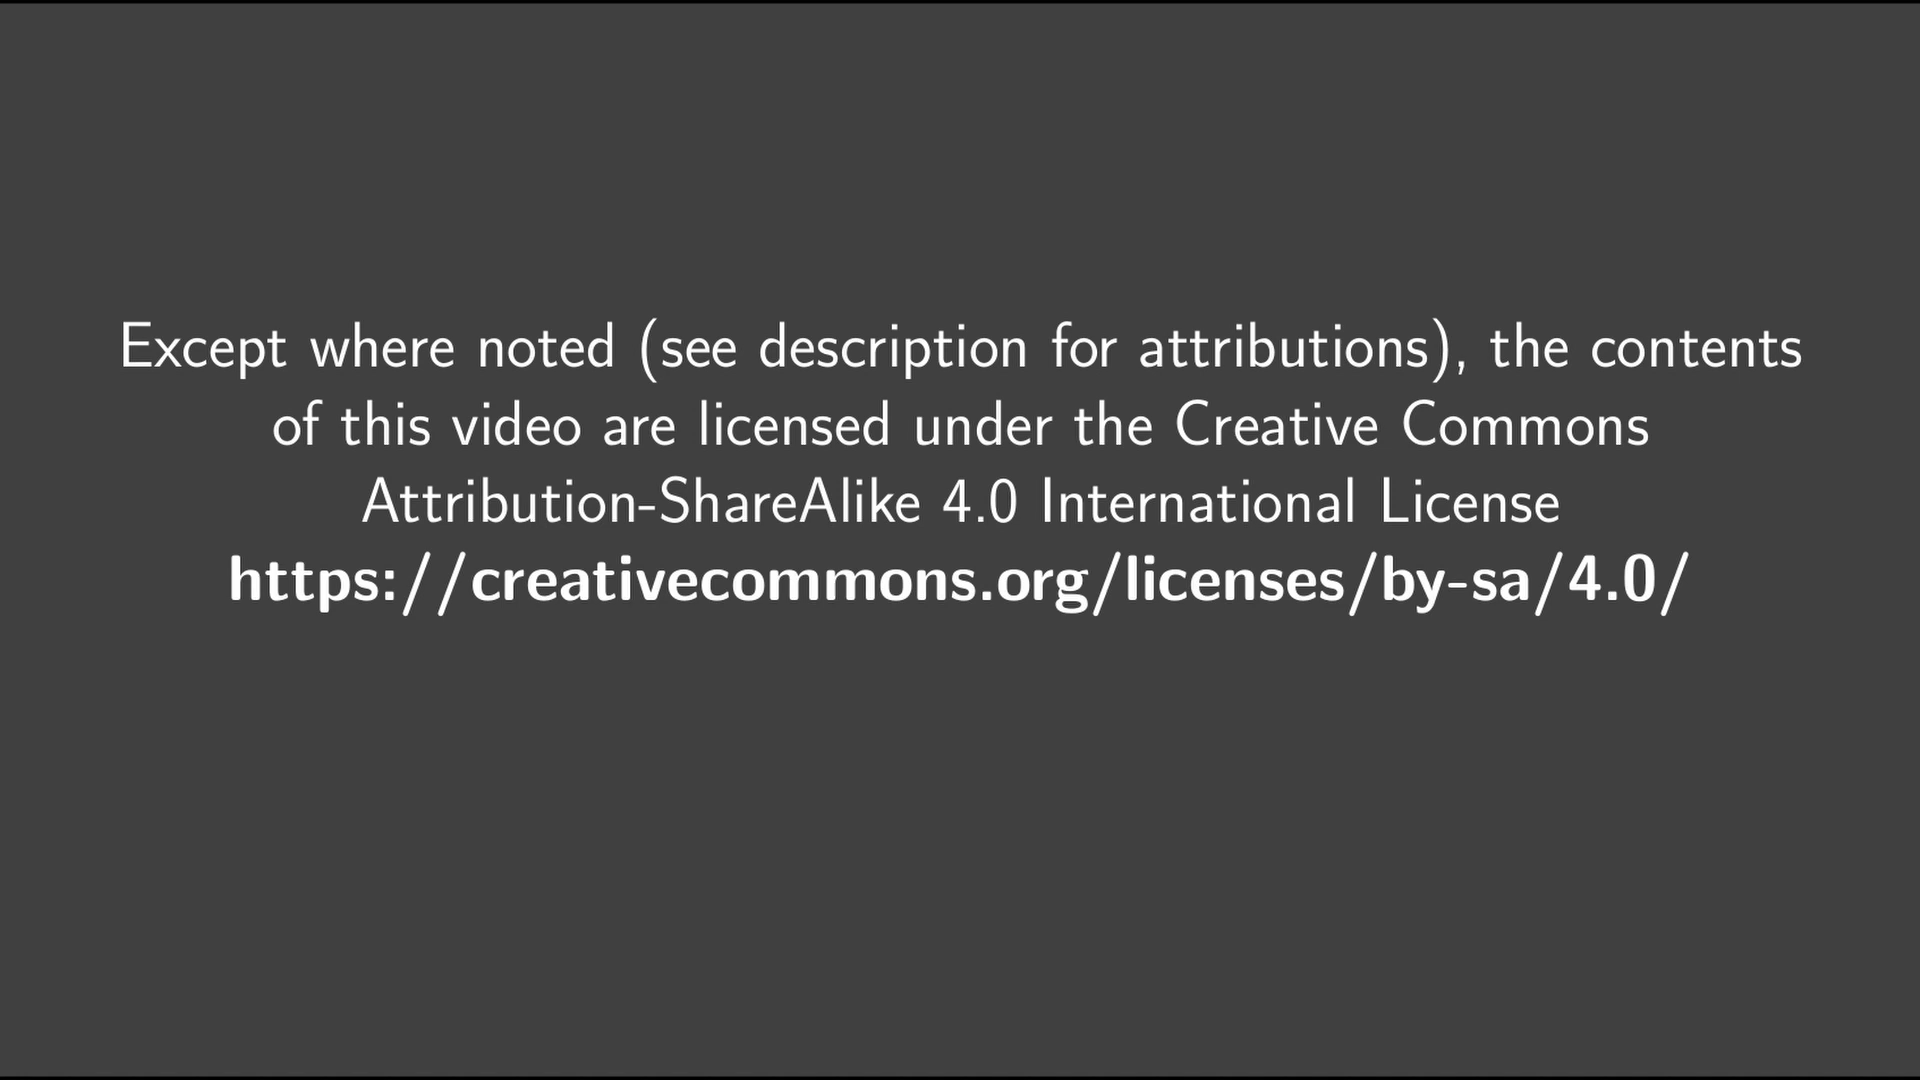 Except where noted (see description for attributions), the contents
of this video are licensed under the Creative Commons
Attribution-ShareAlike 4.0 International License
https://creativecommons.org/licenses/by-sa/4.0/